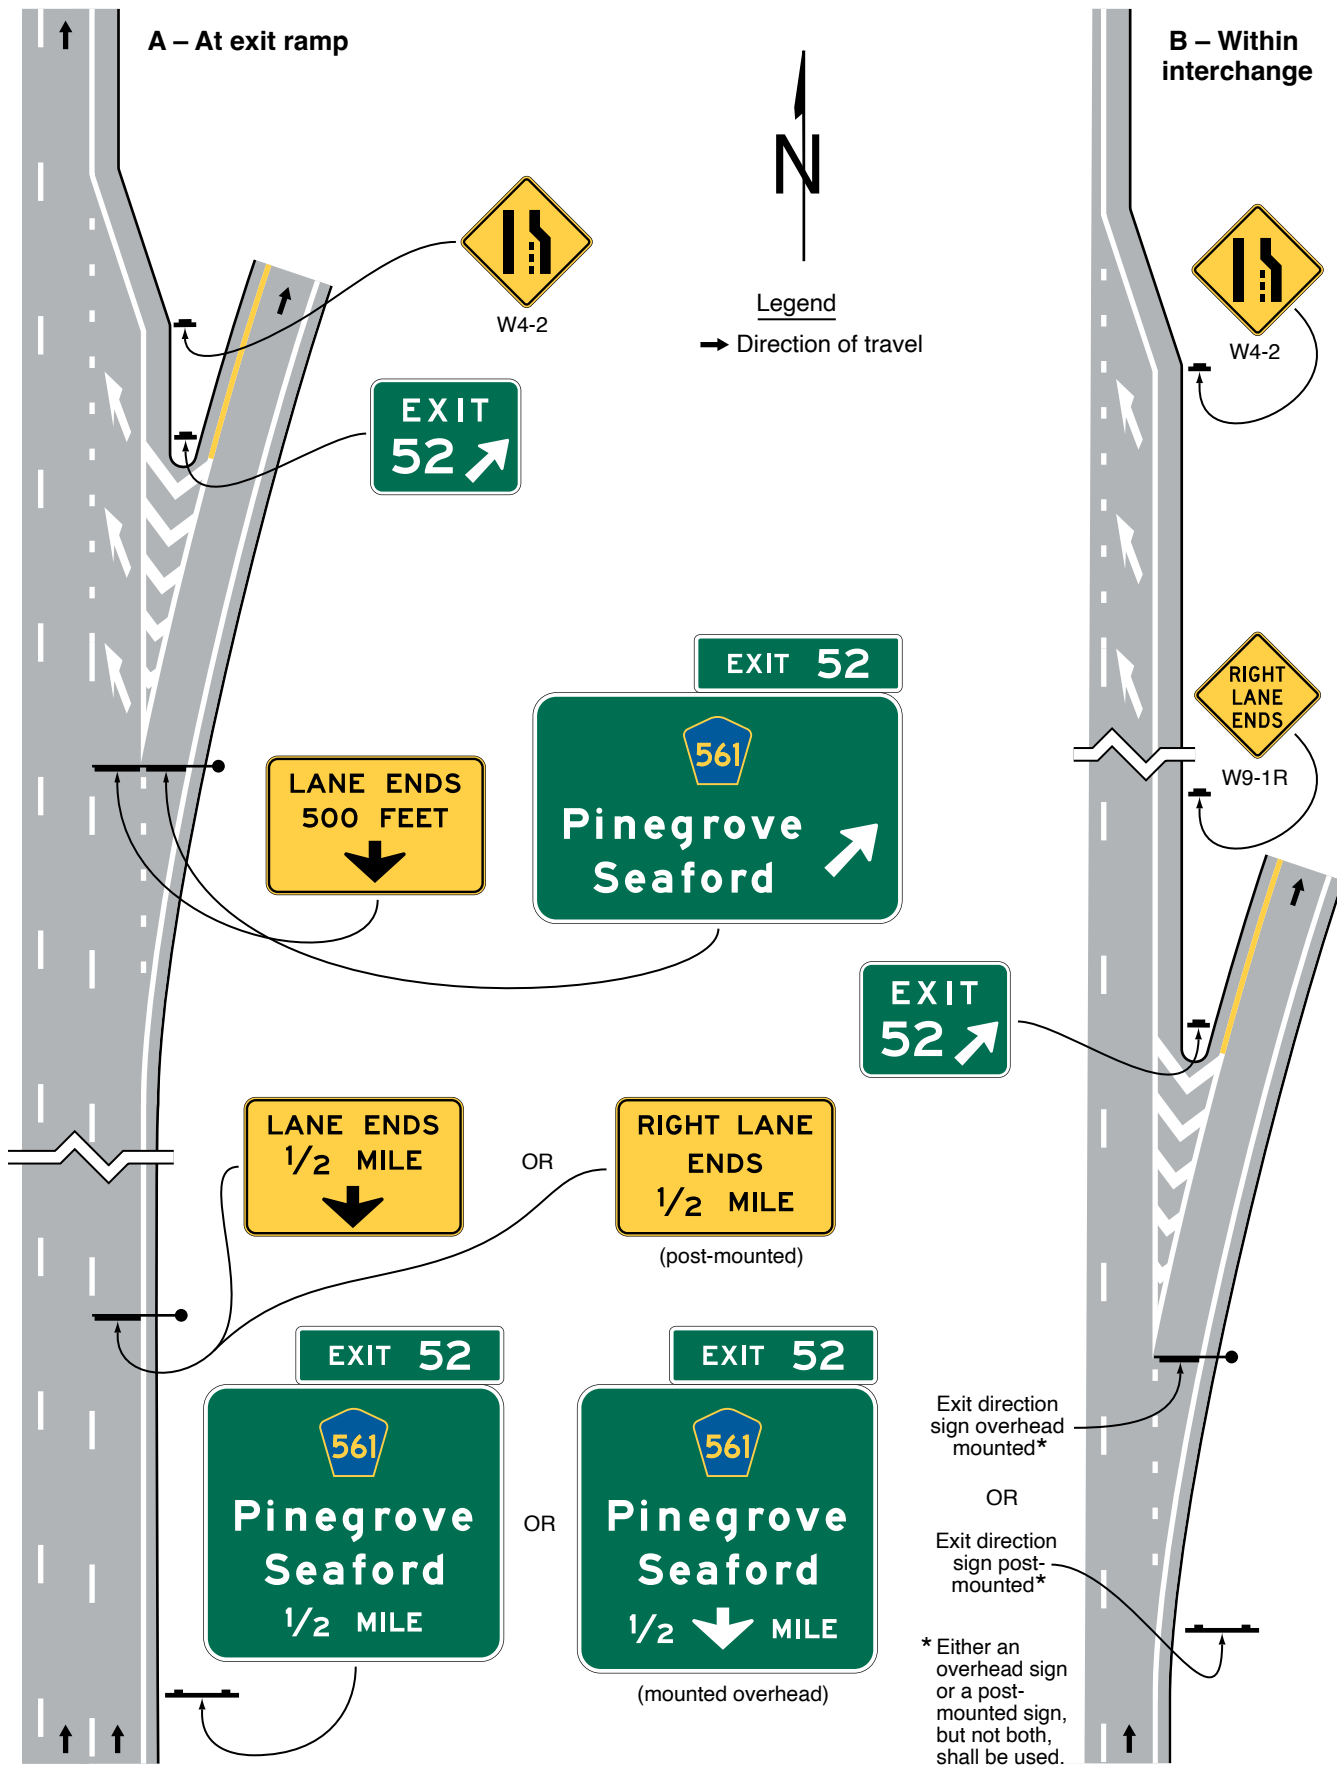 A – At exit ramp
B – Within
interchange
N
W4-2
Legend
Direction of travel
W4-2
EXIT
52
EXIT 52
561
Pinegrove
Seaford
RIGHT
LANE
ENDS
W9-1R
LANE ENDS
500 FEET
EXIT
52
LANE ENDS
1/2 MILE
OR
RIGHT LANE
ENDS
1/2 MILE
(post-mounted)
EXIT 52
561
Pinegrove
Seaford
1/2 MILE
OR
EXIT 52
561
Pinegrove
Seaford
1/2 MILE
(mounted overhead)
Exit direction
sign overhead
mounted*
OR
Exit direction
sign post-
mounted*
* Either an
overhead sign
or a post-
mounted sign,
but not both,
shall be used.